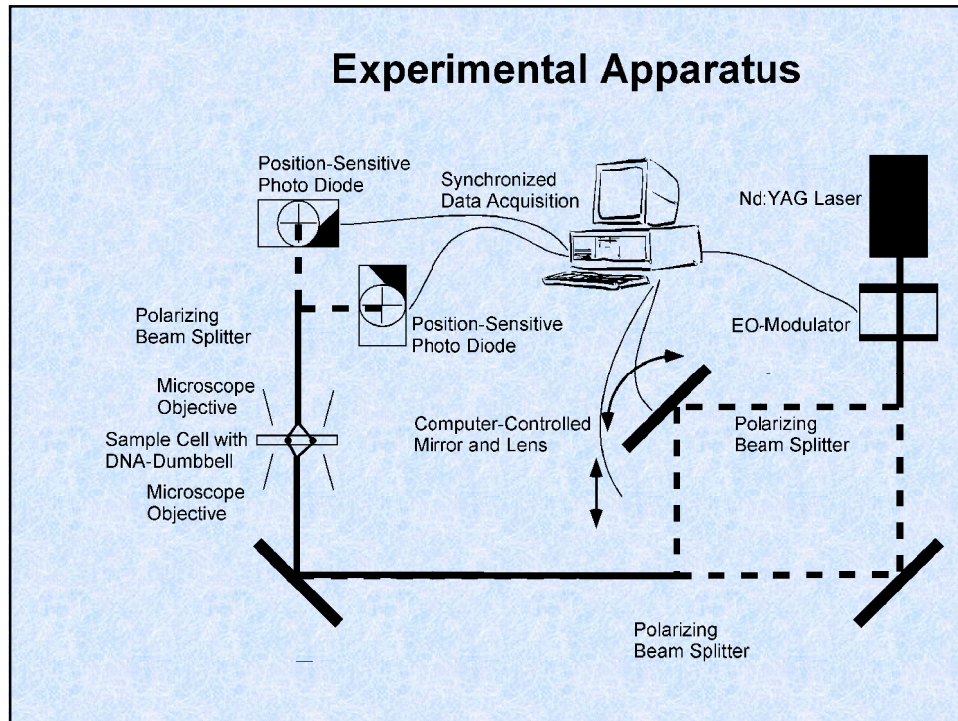 Experimental Apparatus
Position-Sensitive
Photo Diode
Synchronized
Data Acquisition
Nd:YAG Laser
Polarizing
Beam Splitter
Position-Sensitive
Photo Diode
EO-Modulator
Microscope
Objective
Sample Cell with
DNA-Dumbbell
Microscope
Objective
Computer-Controlled
Mirror and Lens
Polarizing
Beam Splitter
Polarizing
Beam Splitter